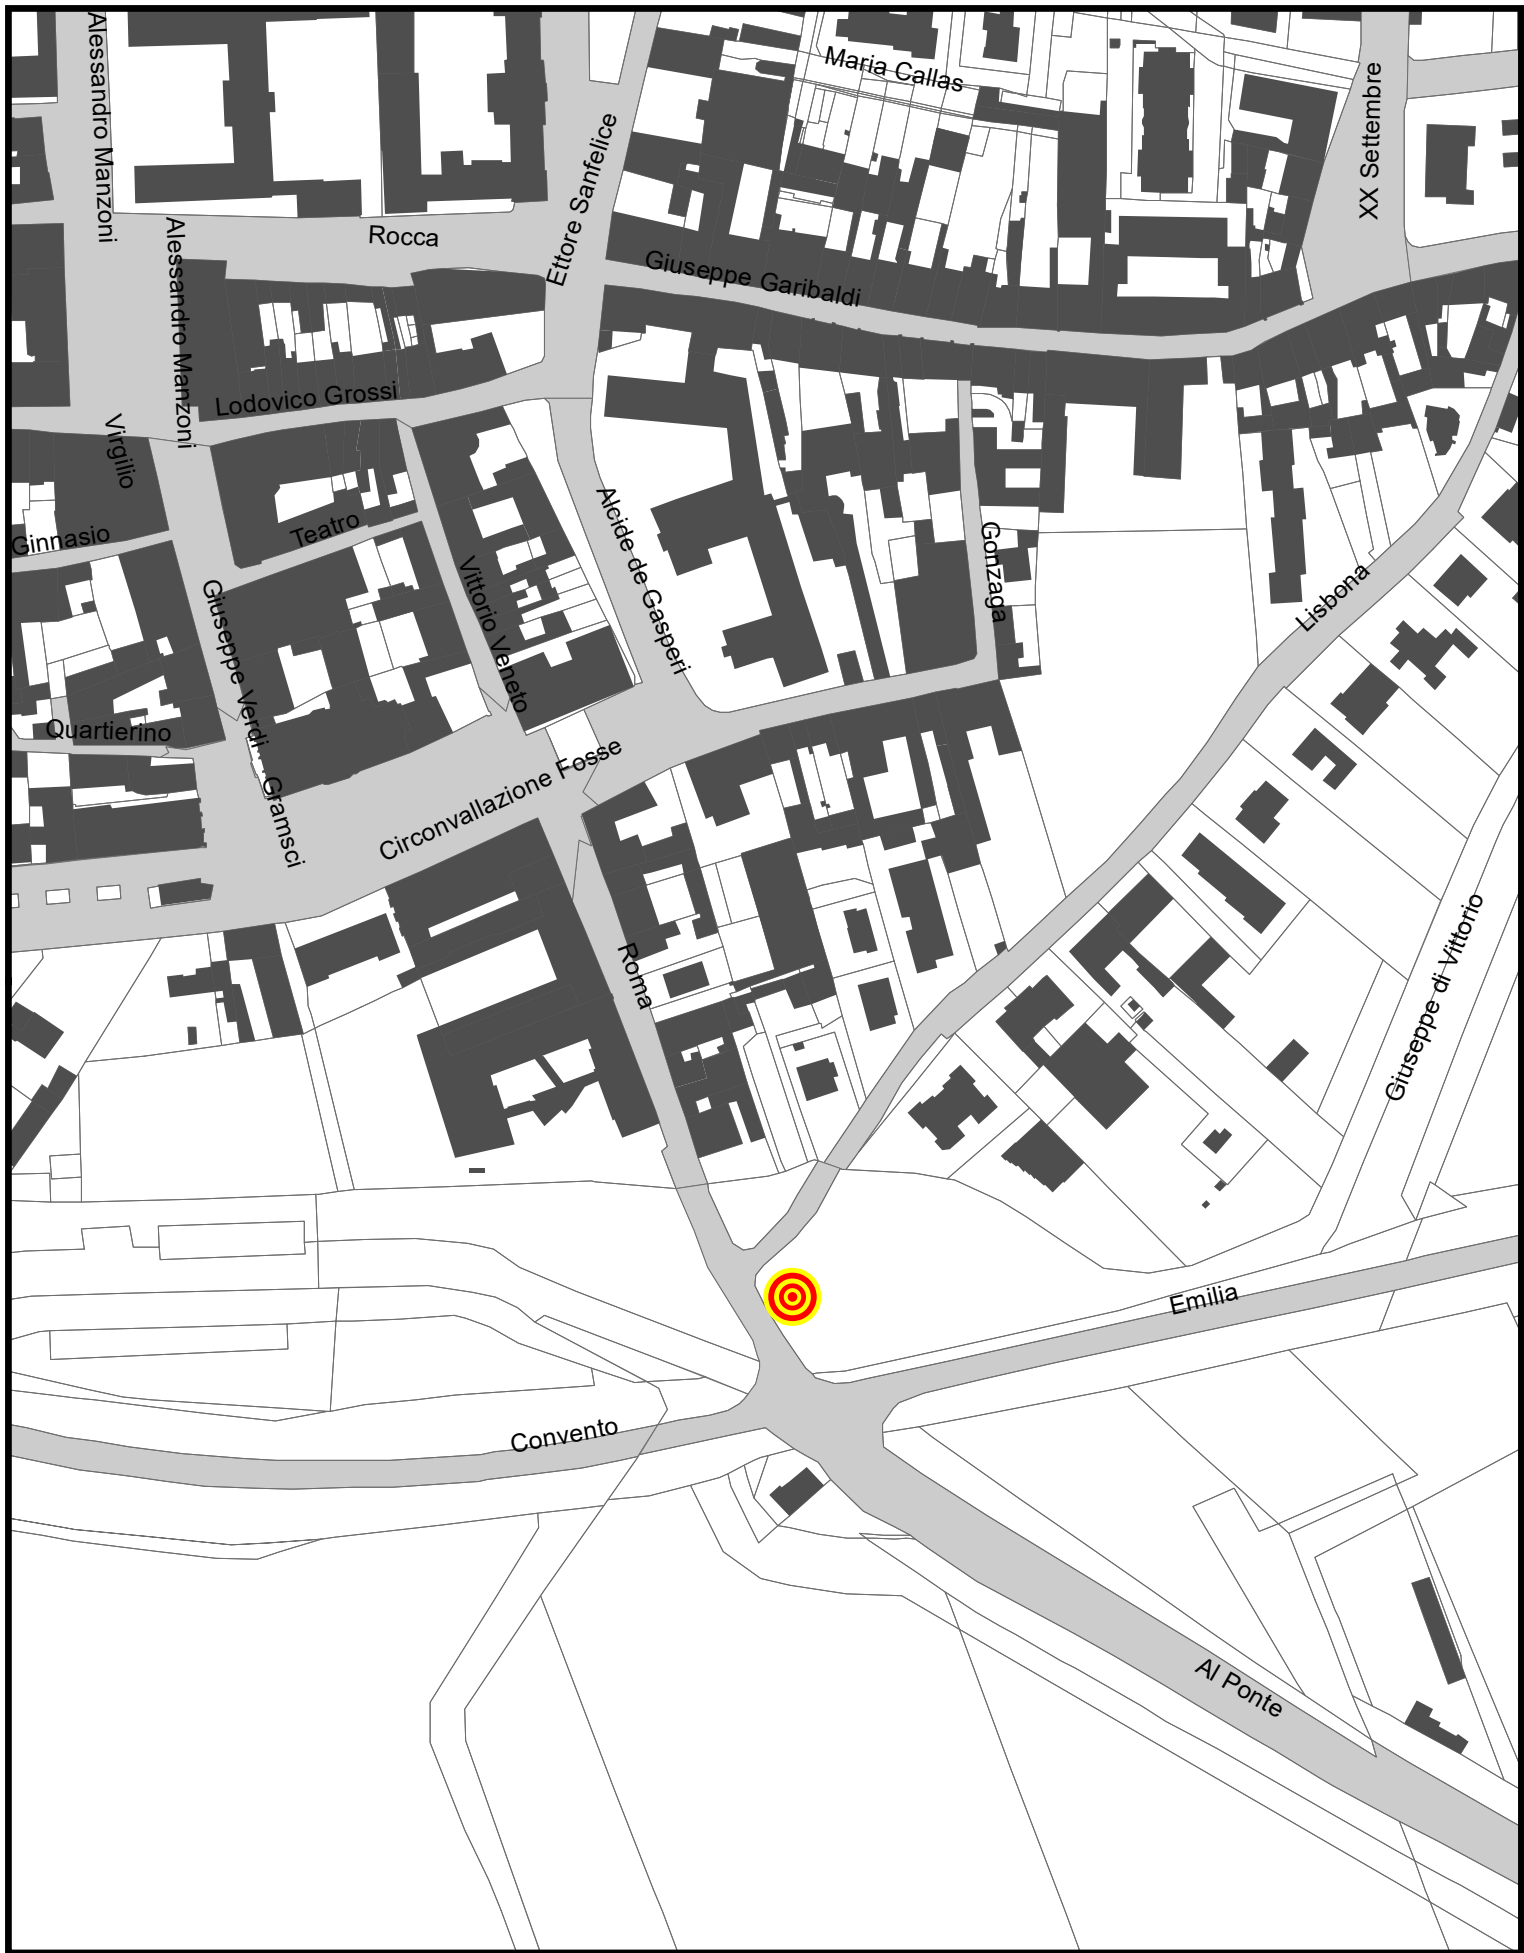 Alessandro Manzoni
Maria Callas
XX Settembre
Ettore Sanfelice
Rocca
Alessandro Manzoni
Giuseppe Garibaldi
Lodovico Grossi
Virgilio
Teatro
Ginnasio
Alcide de Gasperi
Gonzaga
Vittorio Veneto
Lisbona
Giuseppe Verdi
Quartierino
Circonvallazione Fosse
Gramsci
Giuseppe di Vittorio
Roma
Emilia
Convento
Al Ponte